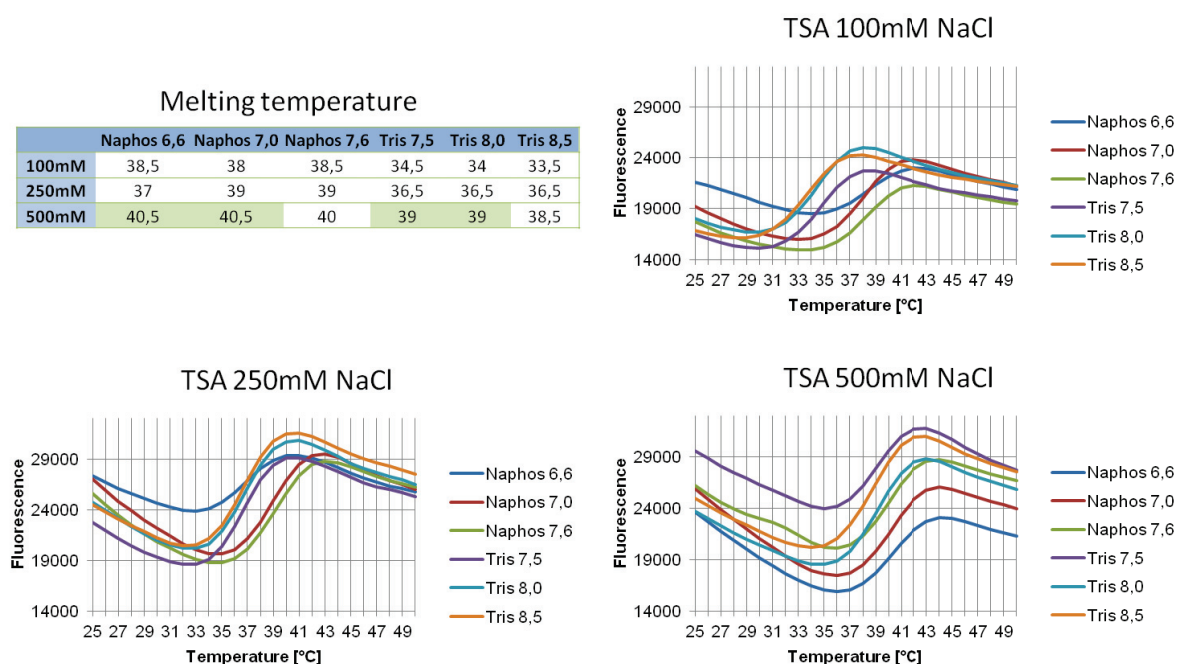 Melting temperature
Naphos 6,6 Naphos 7,0 Naphos 7,6 Tris 7,5 Tris 8,0 Tris 8,5
100mM 38,5 38 38,5 34,5 34 33,5
250mM 37 39 39 36,5 36,5 36,5
500mM 40,5 40,5 40 39 39 38,5
TSA 100mM NaCl
Fluorescence
29000
24000
19000
14000
25 27 29 31 33 35 37 39 41 43 45 47 49
Temperature [°C]
Naphos 6,6
Naphos 7,0
Naphos 7,6
Tris 7,5
Tris 8,0
Tris 8,5
TSA 250mM NaCl
Fluorescence
29000
24000
19000
14000
25 27 29 31 33 35 37 39 41 43 45 47 49
Temperature [°C]
Naphos 6,6
Naphos 7,0
Naphos 7,6
Tris 7,5
Tris 8,0
Tris 8,5
TSA 500mM NaCl
Fluorescence
29000
24000
19000
14000
25 27 29 31 33 35 37 39 41 43 45 47 49
Temperature [°C]
Naphos 6,6
Naphos 7,0
Naphos 7,6
Tris 7,5
Tris 8,0
Tris 8,5